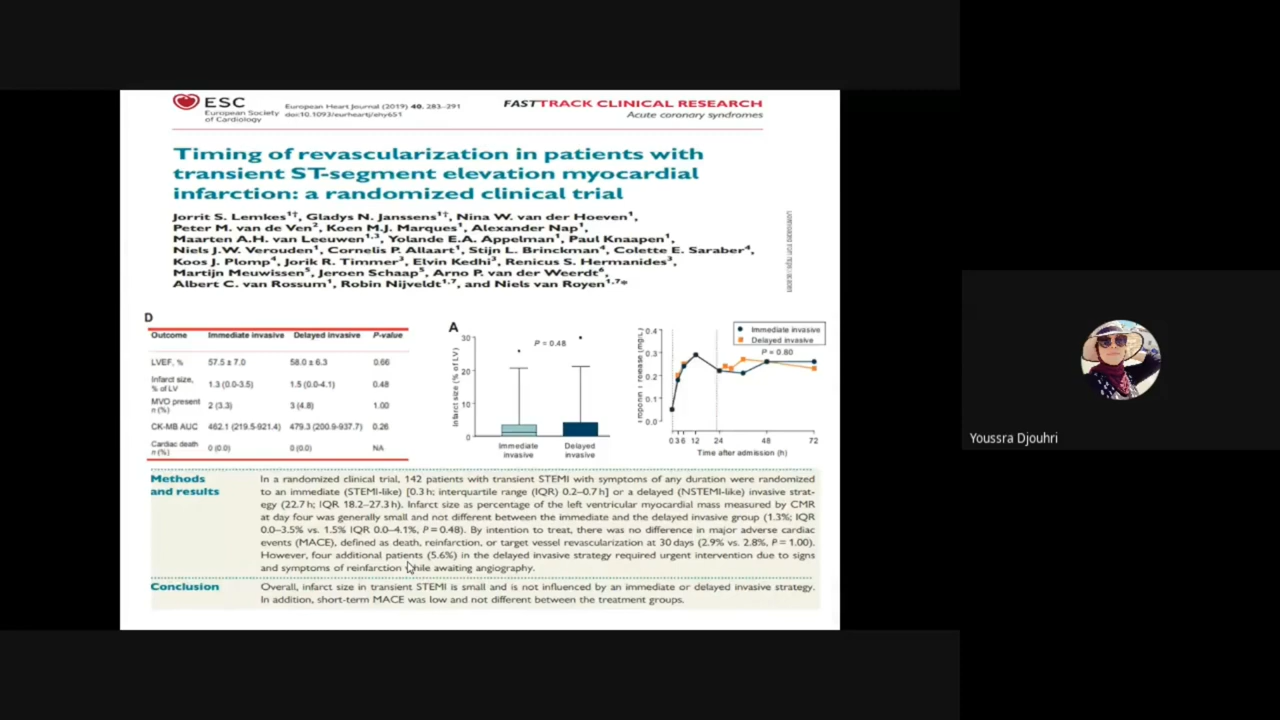 ESC
European Society
of Cardiology
European Heart Journal (2019) 40, 283–291
doi:10.1093/eurheartj/ehy651
FASTTRACK CLINICAL RESEARCH
Acute coronary syndromes
Timing of revascularization in patients with
transient ST-segment elevation myocardial
infarction: a randomized clinical trial
Jorrit S. Lemkes1†, Gladys N. Janssens1†, Nina W. van der Hoeven1,
Peter M. van de Ven2, Koen M.J. Marques1, Alexander Nap1,
Maarten A.H. van Leeuwen1,3, Yolande E.A. Appelman1, Paul Knaapen1,
Niels J.W. Verouden1, Cornelis P. Allaart1, Stijn L. Brinckman4, Colette E. Saraber4,
Koos J. Plomp4, Jorik R. Timmer3, Elvin Kedhi3, Renicus S. Hermanides3,
Martijn Meuwissen5, Jeroen Schaap5, Arno P. van der Weerdt6,
Albert C. van Rossum1, Robin Nijveldt1,7, and Niels van Royen1,7*
D
Outcome Immediate invasive Delayed invasive P-value
LVEF, % 57.5 ± 7.0 58.0 ± 6.3 0.66
Infarct size,
% of LV 1.3 (0.0-3.5) 1.5 (0.0-4.1) 0.48
MVO present
n (%) 2 (3.3) 3 (4.8) 1.00
CK-MB AUC 462.1 (219.5-921.4) 479.3 (200.9-937.7) 0.26
Cardiac death
n (%) 0 (0.0) 0 (0.0) NA
A
Infarct size (% of LV)
30
20
10
0
P = 0.48
Immediate
invasive
Delayed
invasive
0.4
0.3
0.2
0.1
0.0
Immediate invasive
Delayed invasive
P = 0.80
0 3 6 12 24 48 72
Time after admission (h)
Methods
and results
In a randomized clinical trial, 142 patients with transient STEMI with symptoms of any duration were randomized
to an immediate (STEMI-like) [0.3 h; interquartile range (IQR) 0.2–0.7 h] or a delayed (NSTEMI-like) invasive strat-
egy (22.7 h; IQR 18.2–27.3 h). Infarct size as percentage of the left ventricular myocardial mass measured by CMR
at day four was generally small and not different between the immediate and the delayed invasive group (1.3%; IQR
0.0–3.5% vs. 1.5% IQR 0.0–4.1%, P = 0.48). By intention to treat, there was no difference in major adverse cardiac
events (MACE), defined as death, reinfarction, or target vessel revascularization at 30 days (2.9% vs. 2.8%, P = 1.00).
However, four additional patients (5.6%) in the delayed invasive strategy required urgent intervention due to signs
and symptoms of reinfarction while awaiting angiography.
Conclusion
Overall, infarct size in transient STEMI is small and is not influenced by an immediate or delayed invasive strategy.
In addition, short-term MACE was low and not different between the treatment groups.
Youssra Djouhri